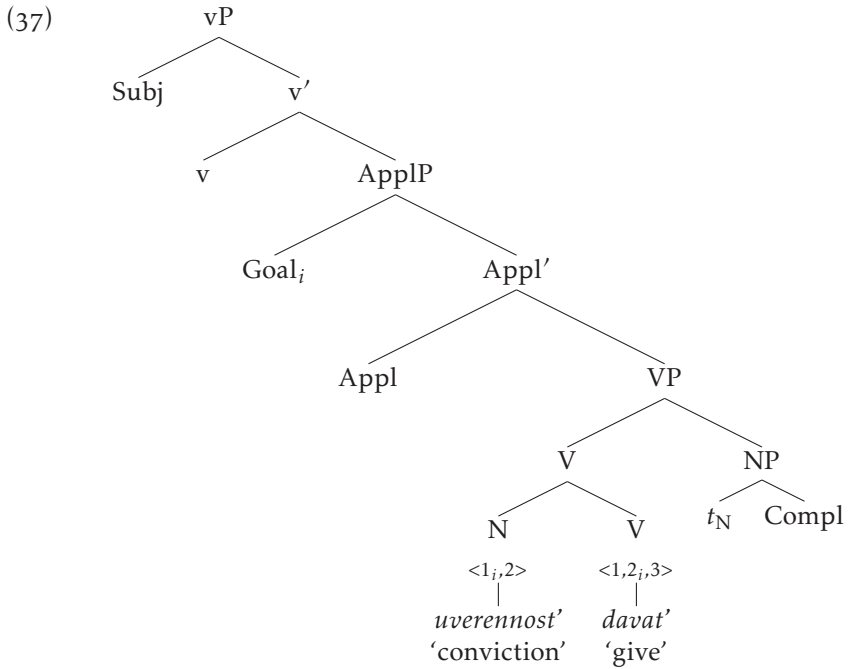 (37) vP
Subj v'
v ApplP
Goalᵢ Appl′
Appl VP
V NP
N V t_N Compl
<1ᵢ,2> <1,2ᵢ,3>
uverennost’ davat’
‘conviction’ ‘give’